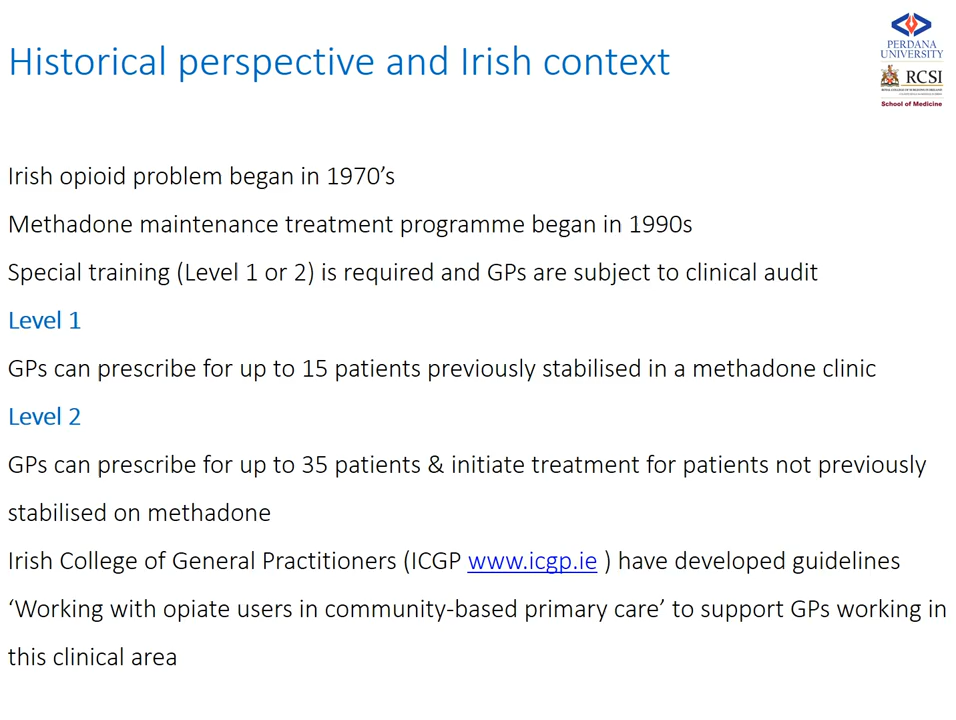 Historical perspective and Irish context
PERDANA
UNIVERSITY
RCSI
School of Medicine
Irish opioid problem began in 1970’s
Methadone maintenance treatment programme began in 1990s
Special training (Level 1 or 2) is required and GPs are subject to clinical audit
Level 1
GPs can prescribe for up to 15 patients previously stabilised in a methadone clinic
Level 2
GPs can prescribe for up to 35 patients & initiate treatment for patients not previously
stabilised on methadone
Irish College of General Practitioners (ICGP www.icgp.ie ) have developed guidelines
‘Working with opiate users in community-based primary care’ to support GPs working in
this clinical area